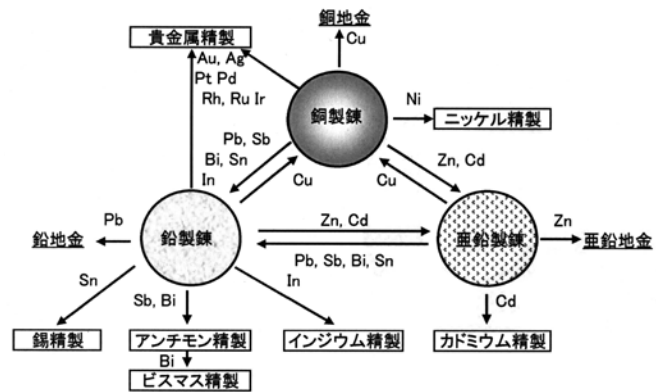 銅地金
貴金属精製
Cu
Au, Ag
Pt Pd
Rh, Ru Ir
銅製錬
Ni
ニッケル精製
Pb, Sb
Bi, Sn
In
Cu
Cu
Zn, Cd
鉛地金
Pb
鉛製錬
Zn, Cd
Pb, Sb, Bi, Sn
亜鉛製錬
Zn
亜鉛地金
Sn
Sb, Bi
In
Cd
錫精製
アンチモン精製
インジウム精製
カドミウム精製
Bi
ビスマス精製